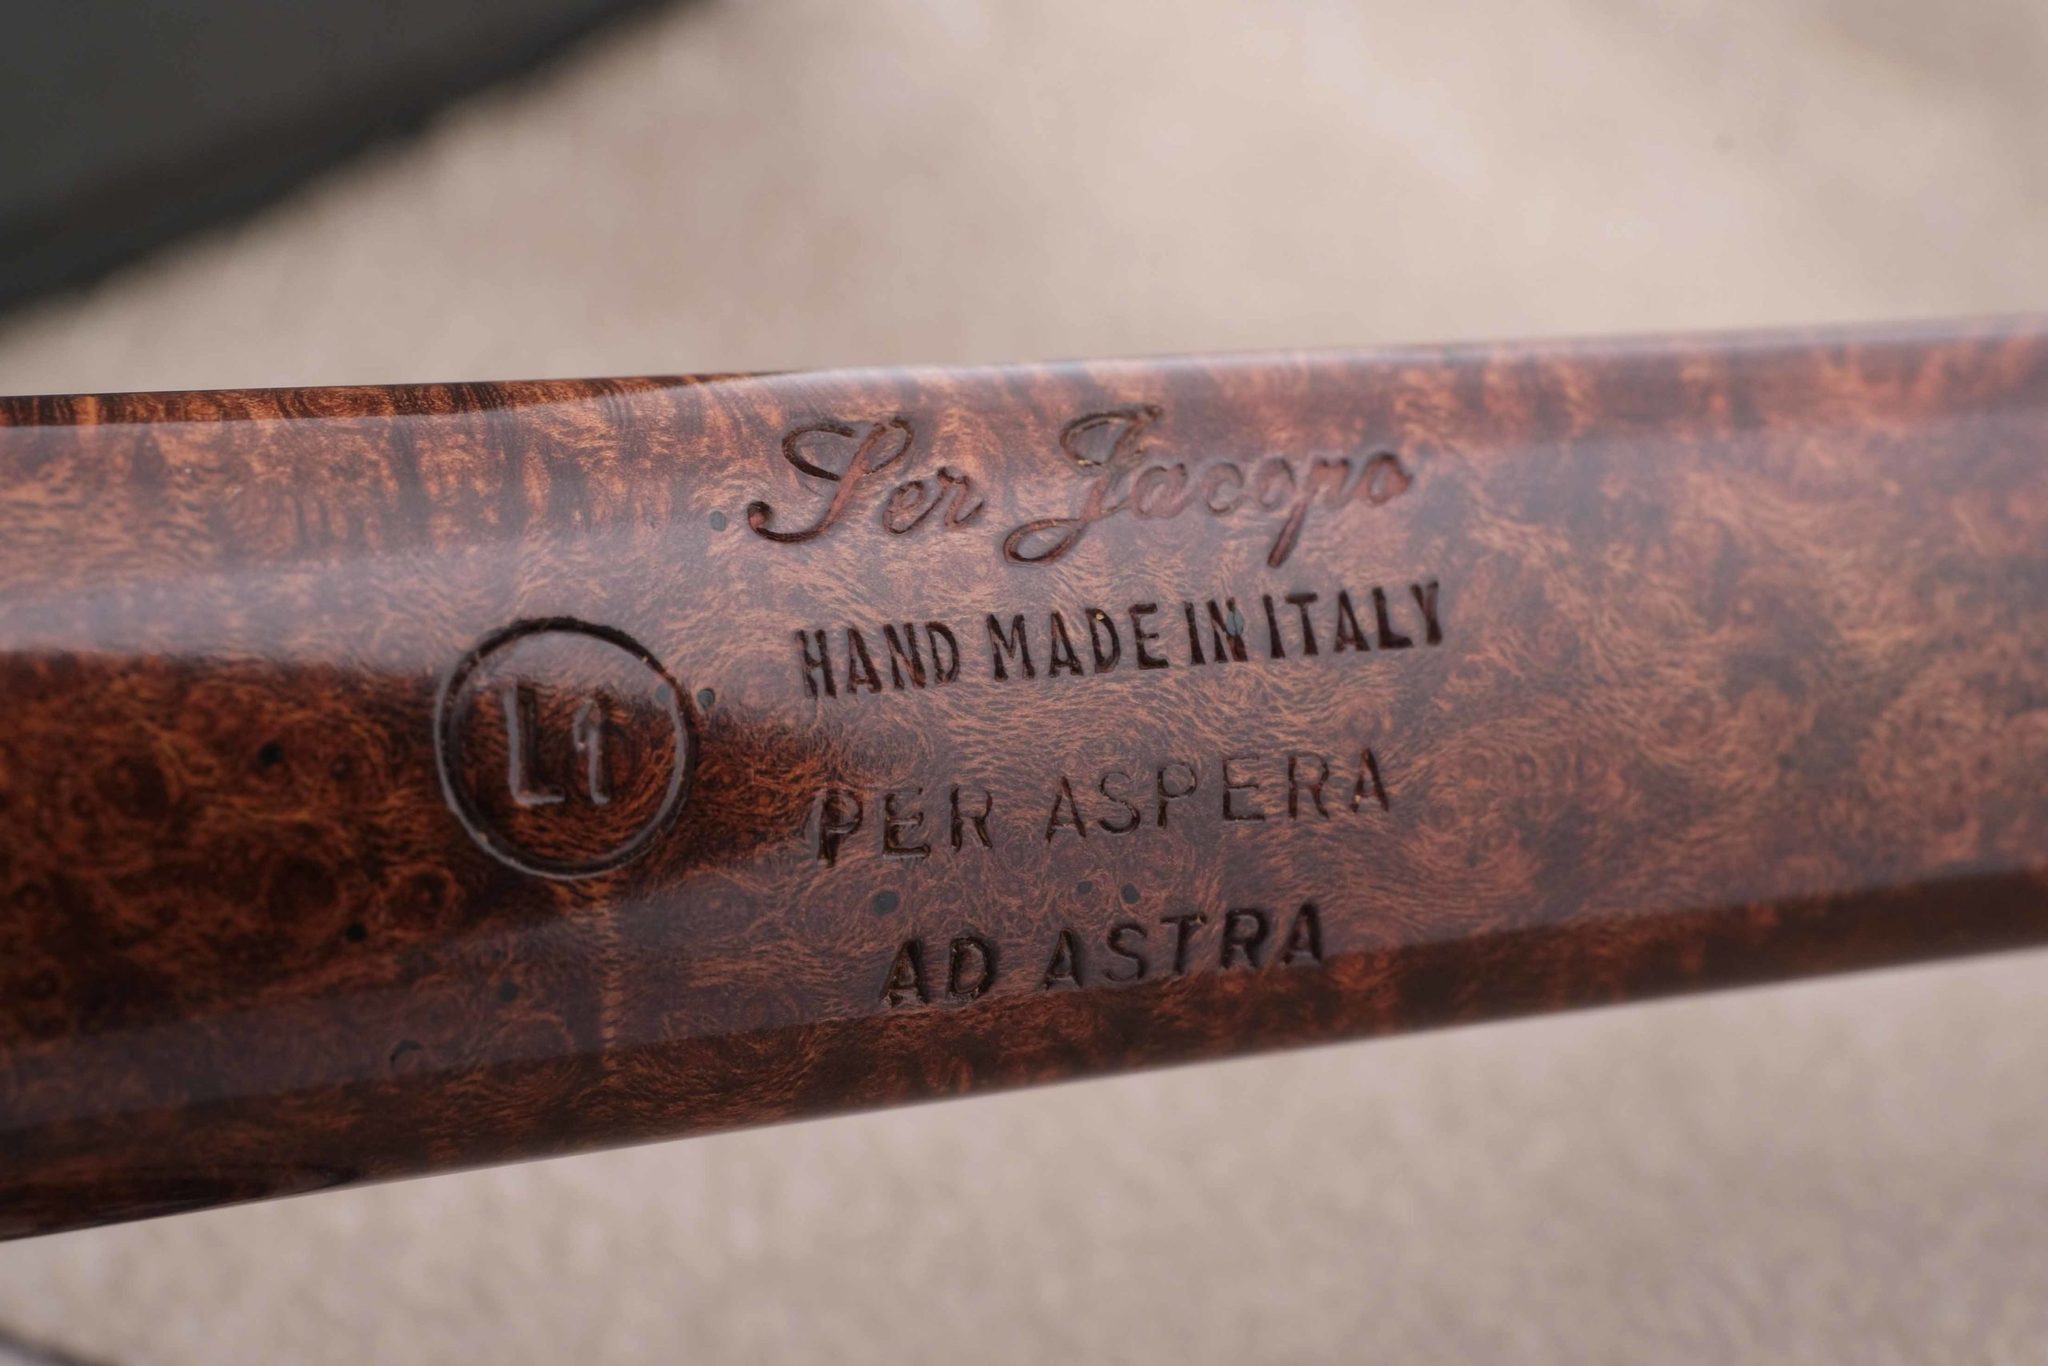 Ser Jacopo
HAND MADE IN ITALY
L1
PER ASPERA
AD ASTRA